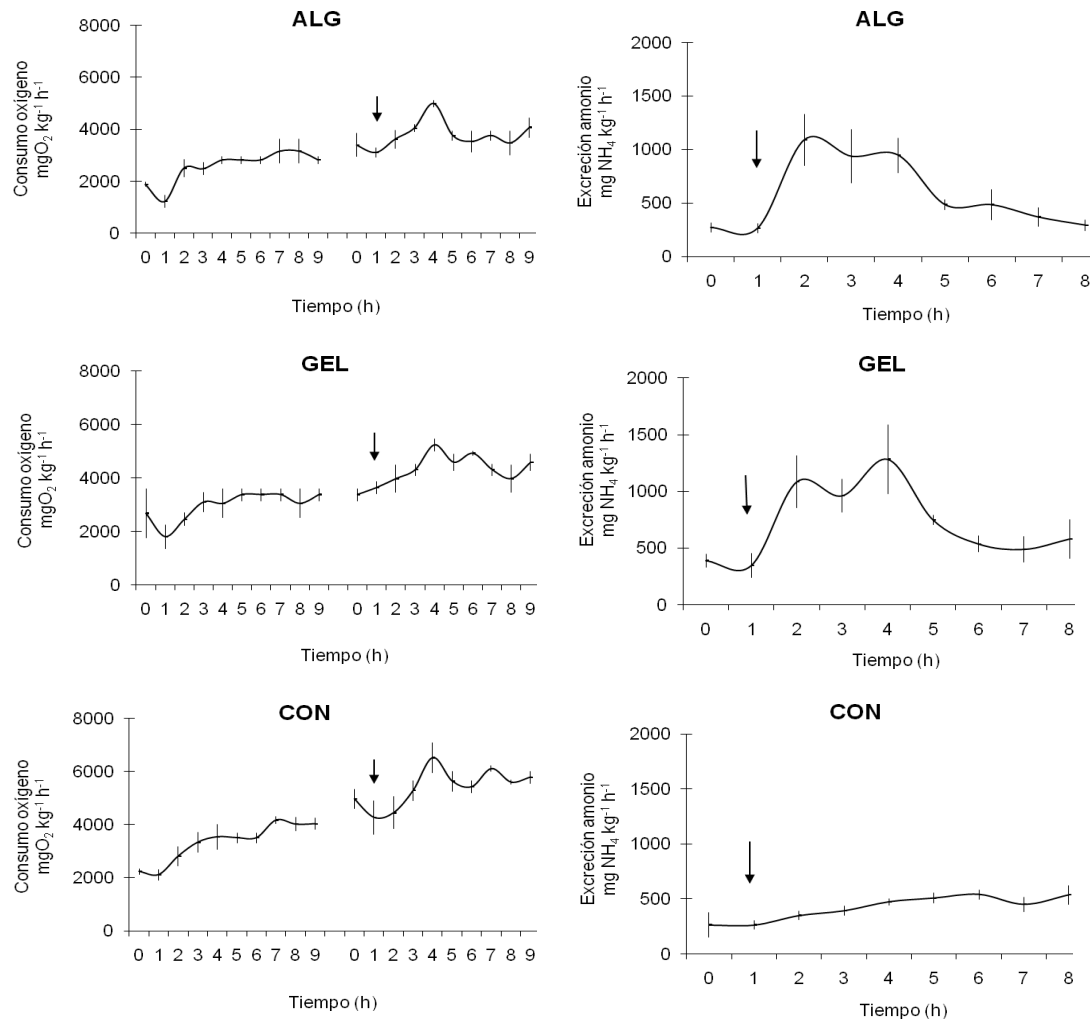 ALG
Consumo oxígeno
mgO₂ kg⁻¹ h⁻¹
8000
6000
4000
2000
0
0 1 2 3 4 5 6 7 8 9 0 1 2 3 4 5 6 7 8 9
Tiempo (h)
ALG
Excreción amonio
mg NH₄ kg⁻¹ h⁻¹
2000
1500
1000
500
0
0 1 2 3 4 5 6 7 8
Tiempo (h)
GEL
Consumo oxígeno
mgO₂ kg⁻¹ h⁻¹
8000
6000
4000
2000
0
0 1 2 3 4 5 6 7 8 9 0 1 2 3 4 5 6 7 8 9
Tiempo (h)
GEL
Excreción amonio
mg NH₄ kg⁻¹ h⁻¹
2000
1500
1000
500
0
0 1 2 3 4 5 6 7 8
Tiempo (h)
CON
Consumo oxígeno
mgO₂ kg⁻¹ h⁻¹
8000
6000
4000
2000
0
0 1 2 3 4 5 6 7 8 9 0 1 2 3 4 5 6 7 8 9
Tiempo (h)
CON
Excreción amonio
mg NH₄ kg⁻¹ h⁻¹
2000
1500
1000
500
0
0 1 2 3 4 5 6 7 8
Tiempo (h)